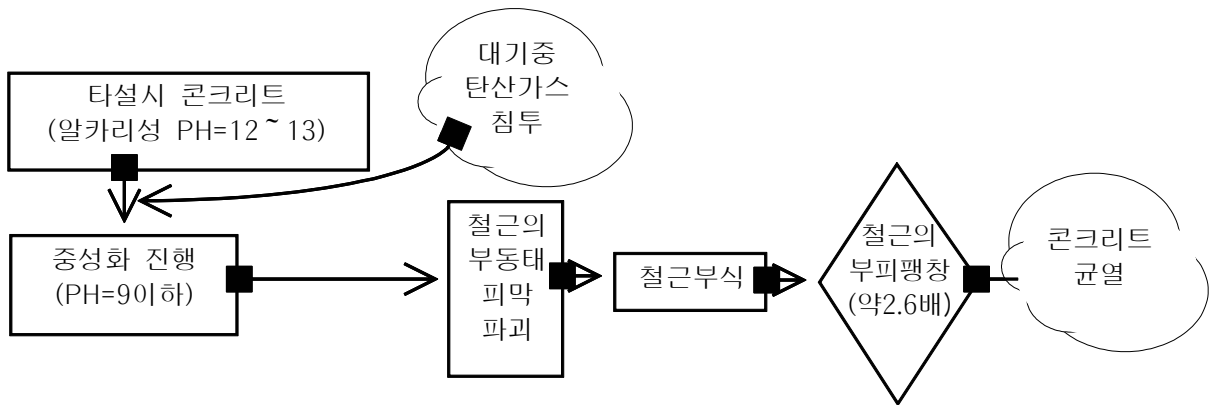 타설시 콘크리트
(알카리성 PH=12~13)
대기중
탄산가스
침투
중성화 진행
(PH=9이하)
철근의
부동태
피막
파괴
철근부식
철근의
부피팽창
(약2.6배)
콘크리트
균열